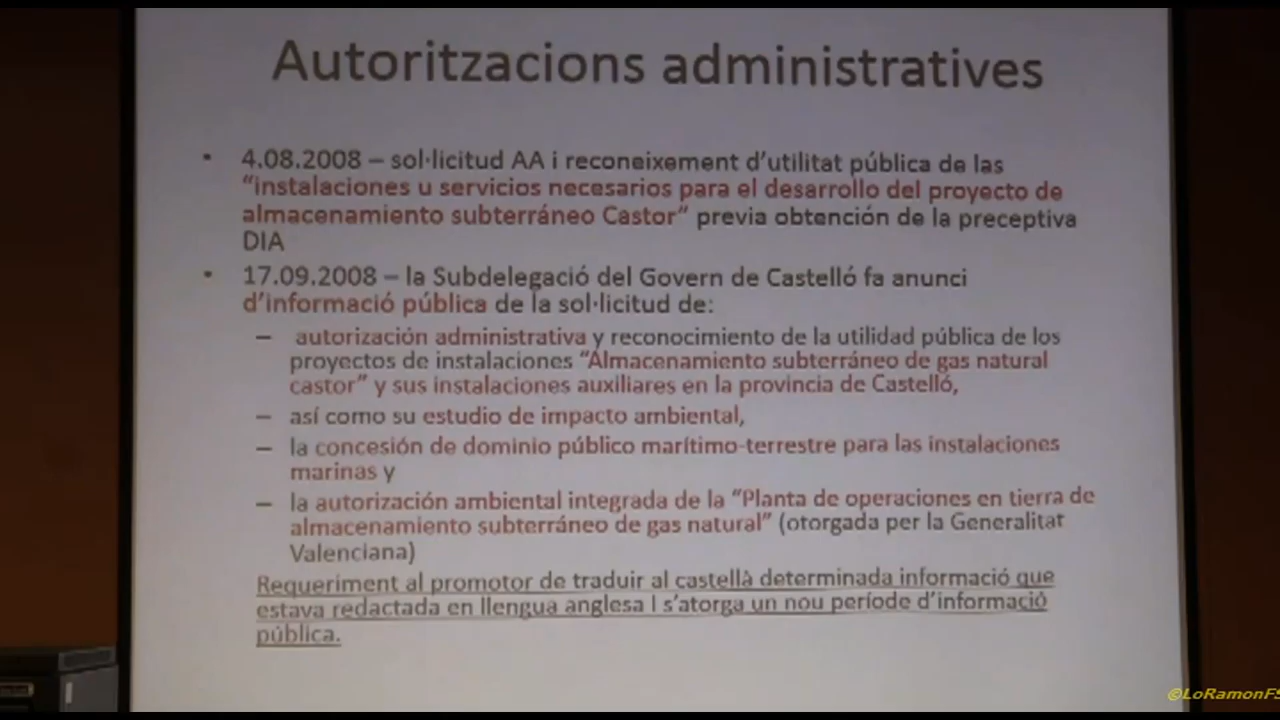 Autoritzacions administratives
• 4.08.2008 – sol·licitud AA i reconeixement d’utilitat pública de las
“instalaciones u servicios necesarios para el desarrollo del proyecto de
almacenamiento subterráneo Castor” previa obtención de la preceptiva
DIA
• 17.09.2008 – la Subdelegació del Govern de Castelló fa anunci
d’informació pública de la sol·licitud de:
– autorización administrativa y reconocimiento de la utilidad pública de los
proyectos de instalaciones “Almacenamiento subterráneo de gas natural
castor” y sus instalaciones auxiliares en la provincia de Castelló,
– así como su estudio de impacto ambiental,
– la concesión de dominio público marítimo-terrestre para las instalaciones
marinas y
– la autorización ambiental integrada de la “Planta de operaciones en tierra de
almacenamiento subterráneo de gas natural” (otorgada per la Generalitat
Valenciana)
Requeriment al promotor de traduir al castellà determinada informació que
estava redactada en llengua anglesa I s’atorga un nou període d’informació
pública.
©LoRamonFS